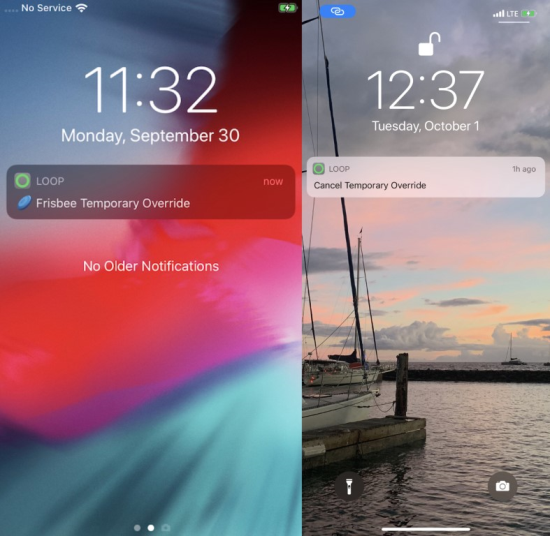 No Service
11:32
Monday, September 30
LOOP
now
Frisbee Temporary Override
No Older Notifications
LTE
12:37
Tuesday, October 1
LOOP
1h ago
Cancel Temporary Override